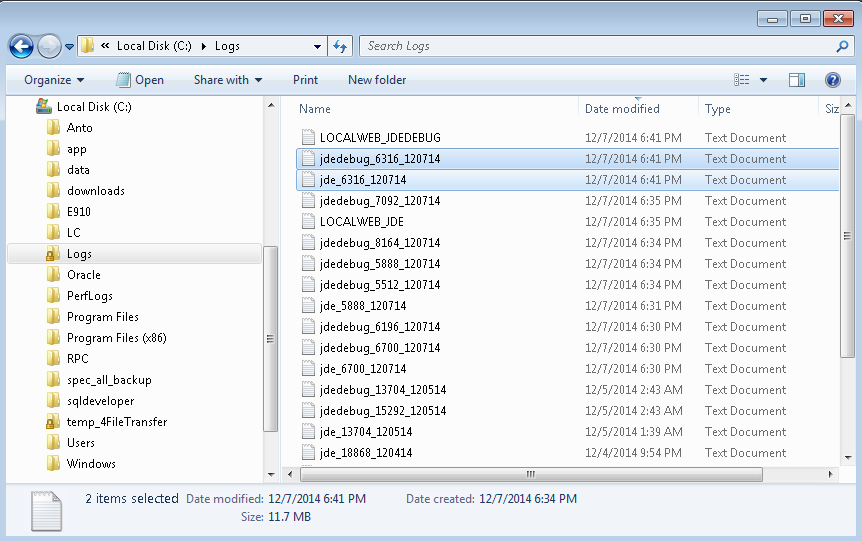 « Local Disk (C:) ▸ Logs
Search Logs
Organize Open Share with Print New folder
Local Disk (C:)
Anto
app
data
downloads
E910
LC
Logs
Oracle
PerfLogs
Program Files
Program Files (x86)
RPC
spec_all_backup
sqldeveloper
temp_4FileTransfer
Users
Windows
Name Date modified Type Siz
LOCALWEB_JDEDEBUG 12/7/2014 6:41 PM Text Document
jdedebug_6316_120714 12/7/2014 6:41 PM Text Document
jde_6316_120714 12/7/2014 6:41 PM Text Document
jdedebug_7092_120714 12/7/2014 6:35 PM Text Document
LOCALWEB_JDE 12/7/2014 6:35 PM Text Document
jdedebug_8164_120714 12/7/2014 6:34 PM Text Document
jdedebug_5888_120714 12/7/2014 6:34 PM Text Document
jdedebug_5512_120714 12/7/2014 6:34 PM Text Document
jde_5888_120714 12/7/2014 6:31 PM Text Document
jdedebug_6196_120714 12/7/2014 6:30 PM Text Document
jdedebug_6700_120714 12/7/2014 6:30 PM Text Document
jde_6700_120714 12/7/2014 6:30 PM Text Document
jdedebug_13704_120514 12/5/2014 2:43 AM Text Document
jdedebug_15292_120514 12/5/2014 2:43 AM Text Document
jde_13704_120514 12/5/2014 1:39 AM Text Document
jde_18868_120414 12/4/2014 9:54 PM Text Document
2 items selected Date modified: 12/7/2014 6:41 PM Date created: 12/7/2014 6:34 PM
Size: 11.7 MB